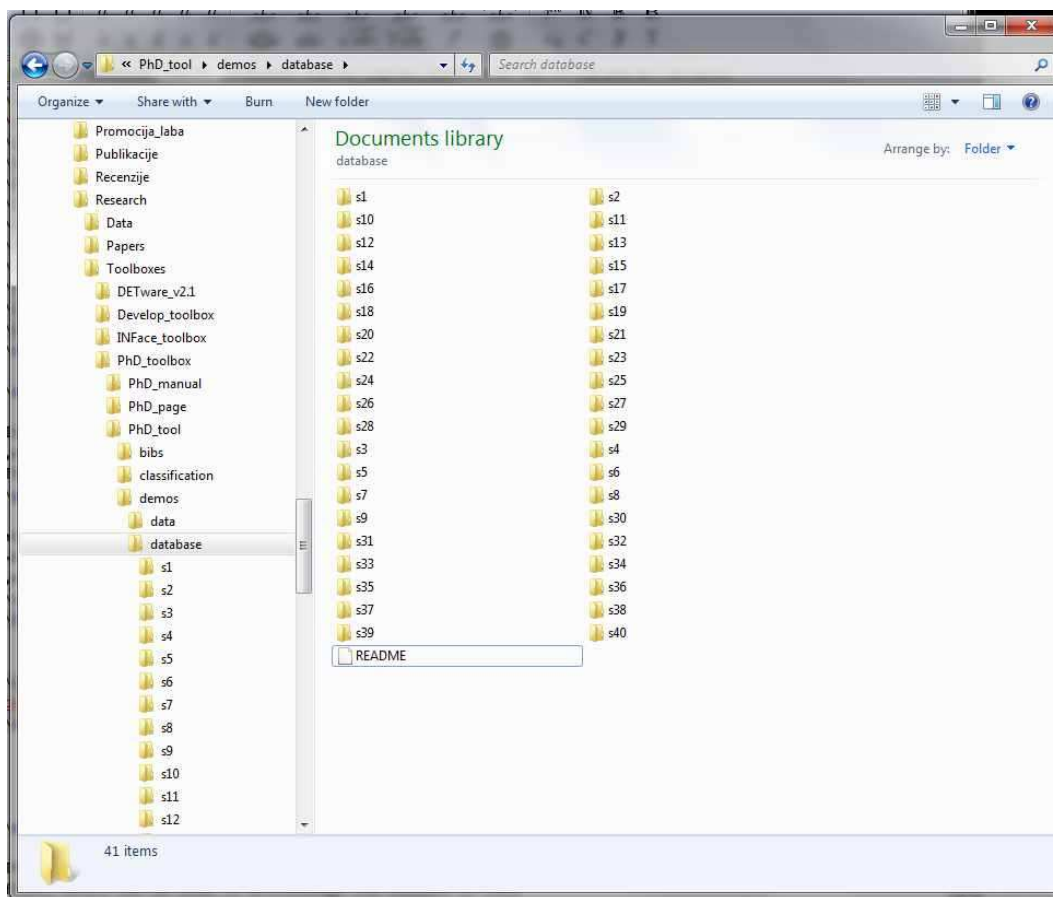 « PhD_tool ▸ demos ▸ database ▸ Search database
Organize ▾ Share with ▾ Burn New folder
Promocija_laba
Publikacije
Recenzije
Research
Data
Papers
Toolboxes
DETware_v2.1
Develop_toolbox
INFace_toolbox
PhD_toolbox
PhD_manual
PhD_page
PhD_tool
bibs
classification
demos
data
database
s1
s2
s3
s4
s5
s6
s7
s8
s9
s10
s11
s12
Documents library
database
Arrange by: Folder ▾
s1 s2
s10 s11
s12 s13
s14 s15
s16 s17
s18 s19
s20 s21
s22 s23
s24 s25
s26 s27
s28 s29
s3 s4
s5 s6
s7 s8
s9 s30
s31 s32
s33 s34
s35 s36
s37 s38
s39 s40
README
41 items